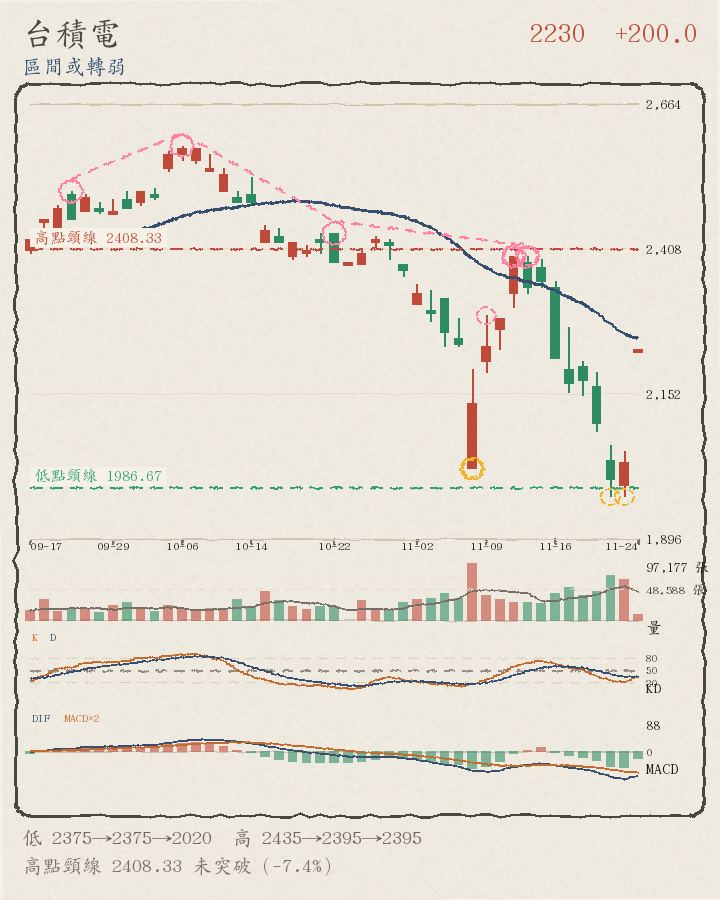 台積電
2230 +200.0
區間或轉弱
2,664
高點頸線 2408.33
2,408
2,152
低點頸線 1986.67
1,896
09-17 09-29 10-06 10-14 10-22 11-02 11-09 11-16 11-24
97,177 張
48,588 張
量
K D
80
50
20
KD
DIF MACD×2
88
0
MACD
低 2375→2375→2020 高 2435→2395→2395
高點頸線 2408.33 未突破 (-7.4%)